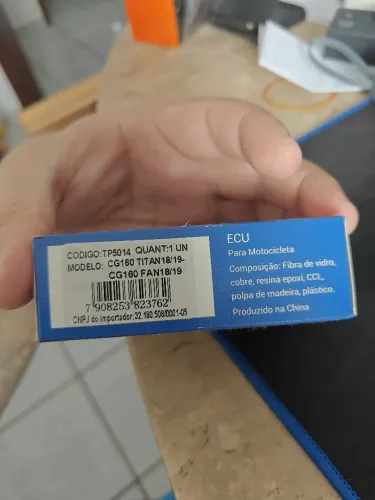 CODIGO:TP5014 QUANT:1 UN
MODELO: CG160 TITAN18/19-
CG160 FAN18/19
7 908253 823762
CNPJ do Importador:32.180.508/0001-05
ECU
Para Motocicleta
Composição: Fibra de vidro,
cobre, resina epoxi, CCL,
polpa de madeira, plástico.
Produzido na China